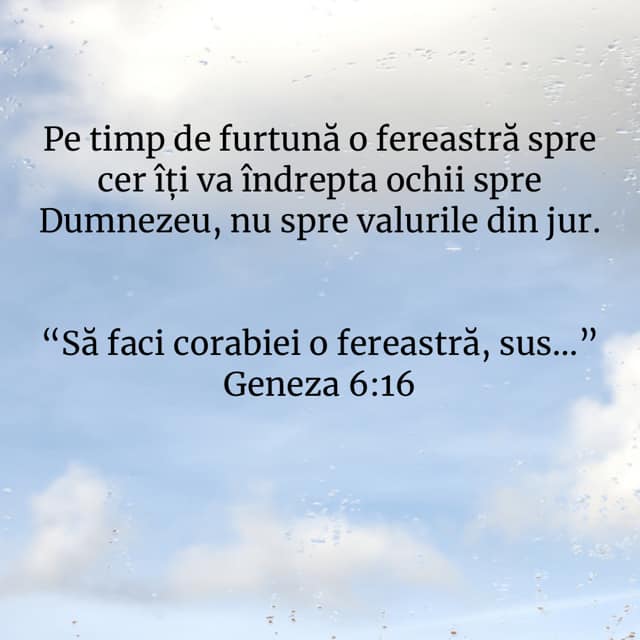 Pe timp de furtună o fereastră spre
cer îți va îndrepta ochii spre
Dumnezeu, nu spre valurile din jur.
“Să faci corabiei o fereastră, sus...”
Geneza 6:16